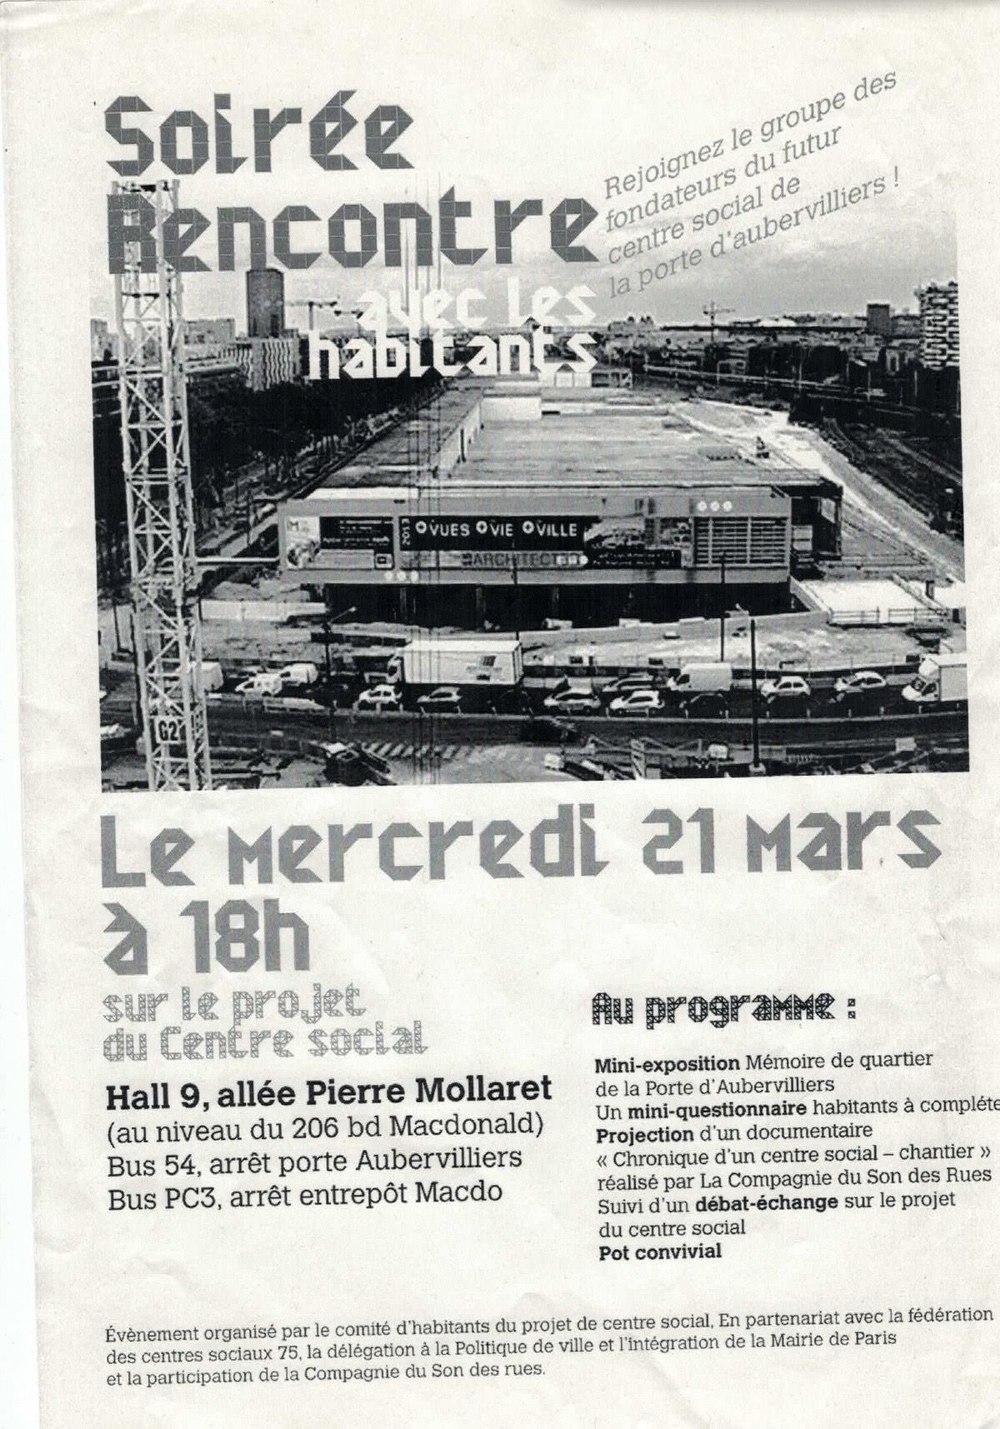 Soirée
Rencontre
avec les
habitants
Rejoignez le groupe des
fondateurs du futur
centre social de
la porte d'aubervilliers !
2013
VUES VIE VILLE
ARCHITECT
G2
Le Mercredi 21 Mars
à 18h
sur le projet
du Centre social
Hall 9, allée Pierre Mollaret
(au niveau du 206 bd Macdonald)
Bus 54, arrêt porte Aubervilliers
Bus PC3, arrêt entrepôt Macdo
Au programme :
Mini-exposition Mémoire de quartier
de la Porte d'Aubervilliers
Un mini-questionnaire habitants à compléte
Projection d'un documentaire
« Chronique d'un centre social – chantier »
réalisé par La Compagnie du Son des Rues
Suivi d'un débat-échange sur le projet
du centre social
Pot convivial
Évènement organisé par le comité d'habitants du projet de centre social, En partenariat avec la fédération
des centres sociaux 75, la délégation à la Politique de ville et l'intégration de la Mairie de Paris
et la participation de la Compagnie du Son des rues.